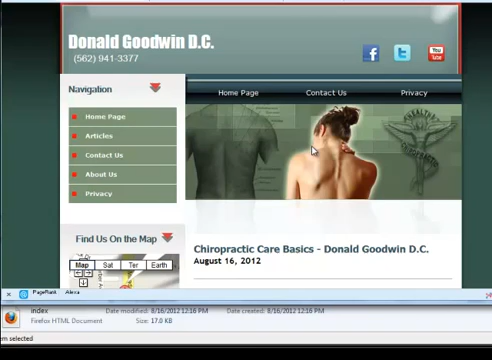 Donald Goodwin D.C.
(562) 941-3377
You
Tube
Navigation
Home Page
Contact Us
Privacy
Home Page
Articles
Contact Us
About Us
Privacy
Find Us On the Map
Map
Sat
Ter
Earth
Chiropractic Care Basics - Donald Goodwin D.C.
August 16, 2012
PageRank
Alexa
index
Date modified: 8/16/2012 12:16 PM
Date created: 8/16/2012 12:16 PM
Firefox HTML Document
Size: 17.0 KB
em selected